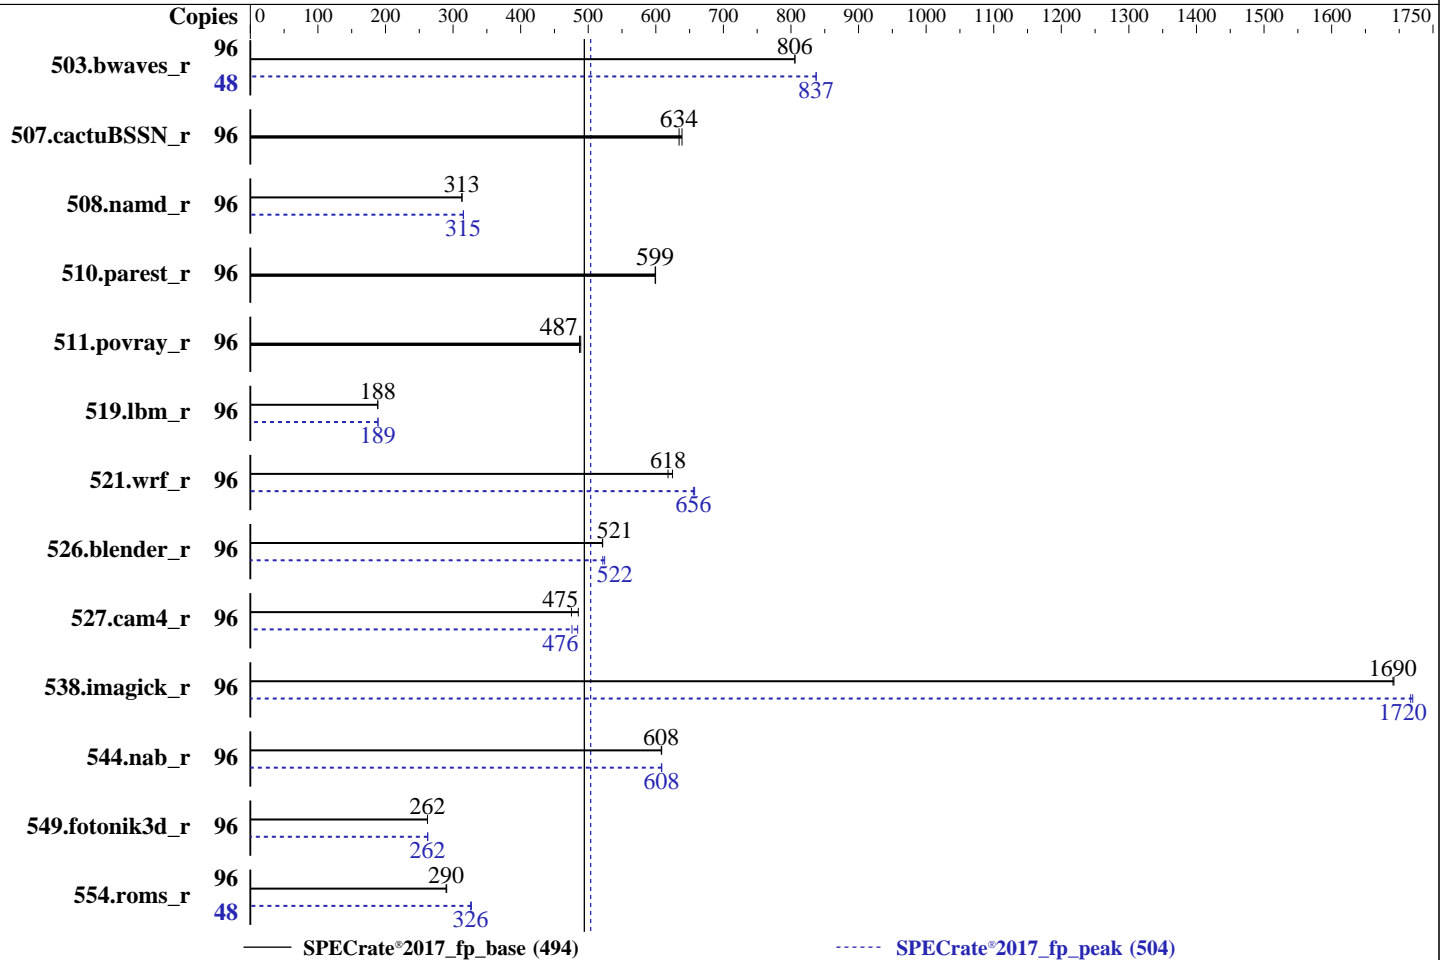 Copies 0 100 200 300 400 500 600 700 800 900 1000 1100 1200 1300 1400 1500 1600 1750
503.bwaves_r 96 806
48 837
507.cactuBSSN_r 96 634
508.namd_r 96 313
315
510.parest_r 96 599
511.povray_r 96 487
519.lbm_r 96 188
189
521.wrf_r 96 618
656
526.blender_r 96 521
522
527.cam4_r 96 475
476
538.imagick_r 96 1690
1720
544.nab_r 96 608
608
549.fotonik3d_r 96 262
262
554.roms_r 96 290
48 326
SPECrate®2017_fp_base (494) SPECrate®2017_fp_peak (504)